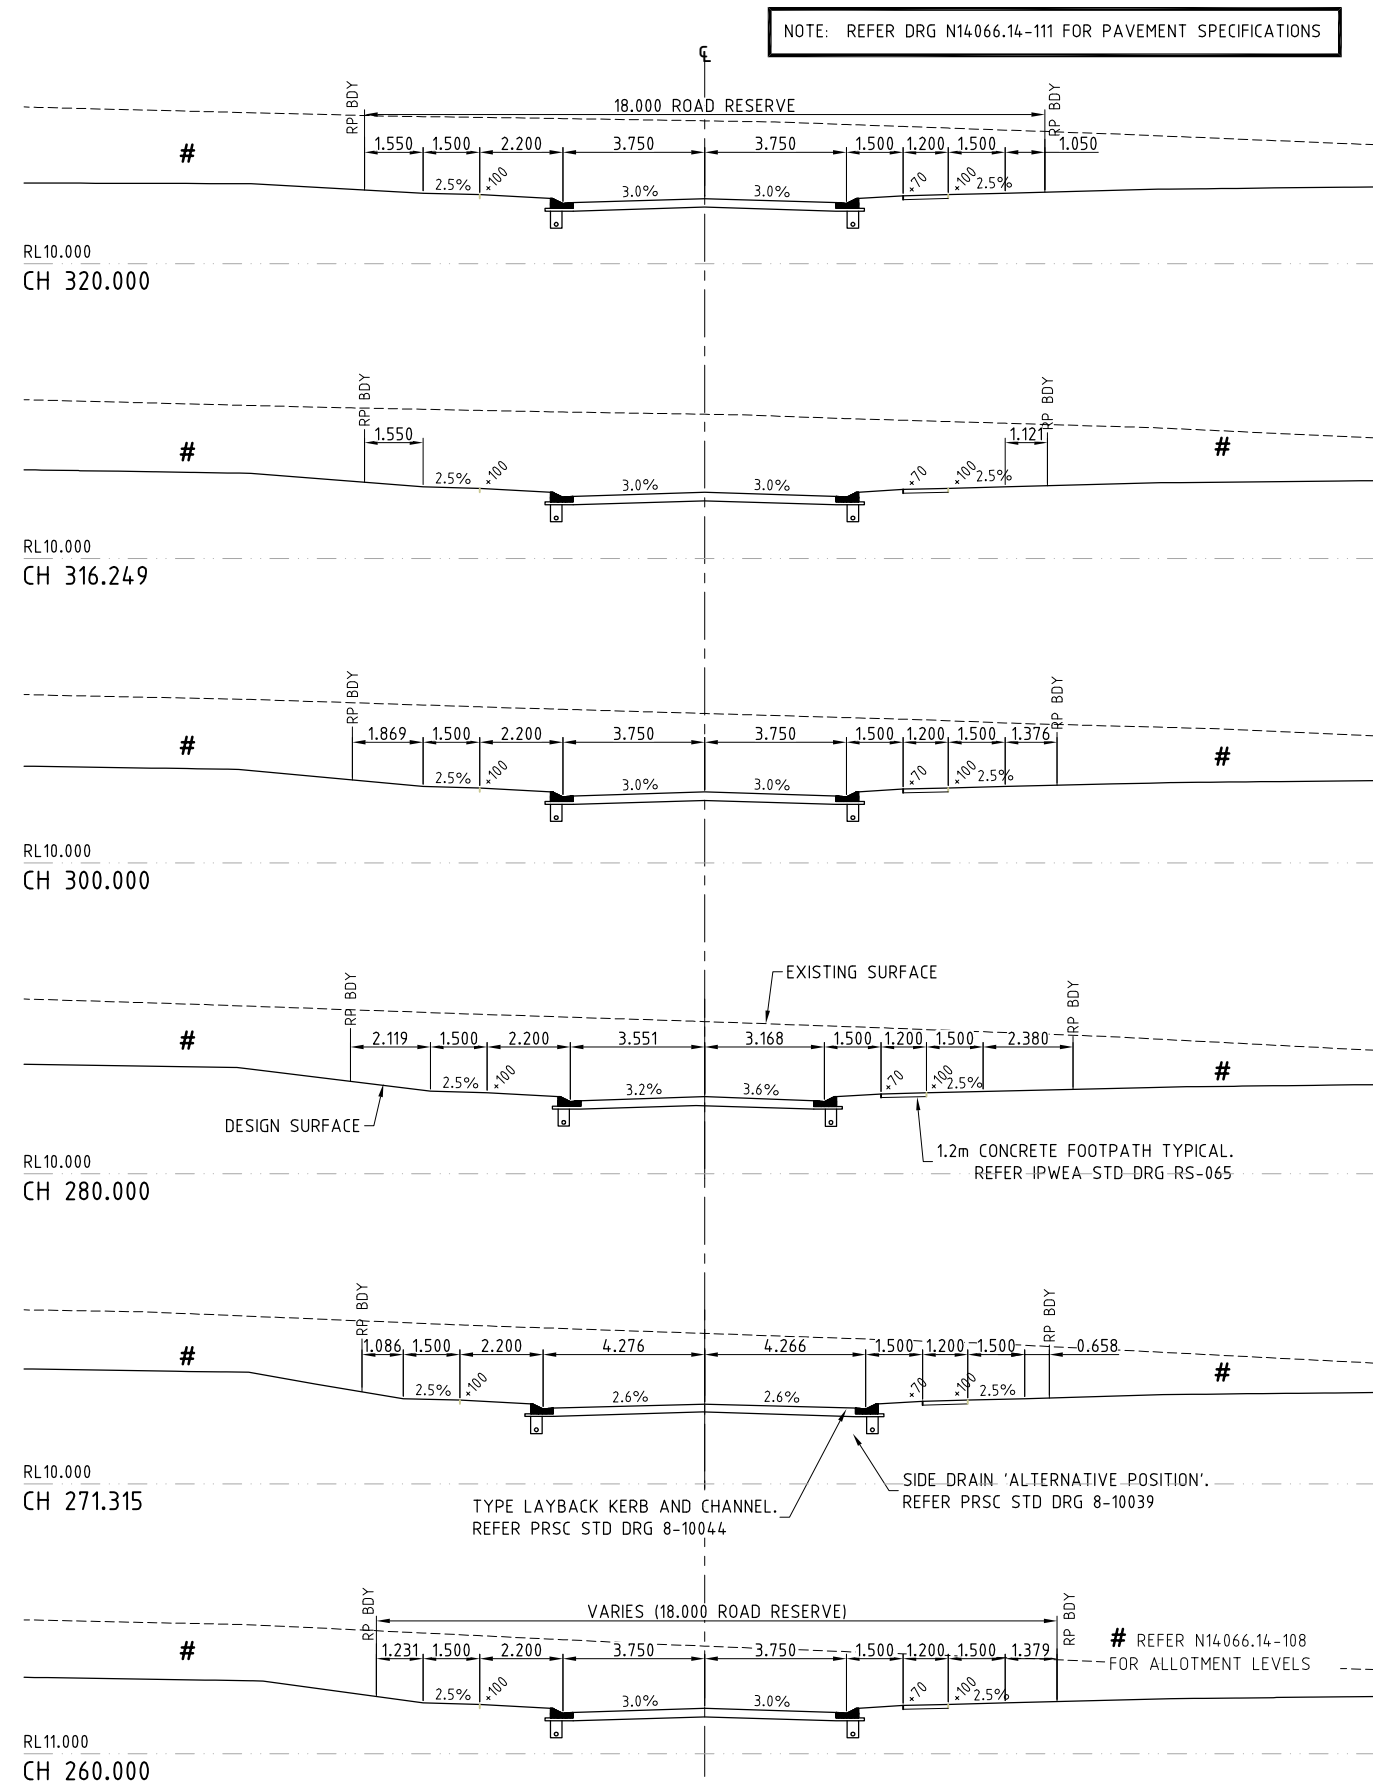 NOTE: REFER DRG N14066.14-111 FOR PAVEMENT SPECIFICATIONS
℄
RP BDY
18.000 ROAD RESERVE
RP BDY
#
1.550 1.500 2.200 3.750 3.750 1.500 1.200 1.500 1.050
2.5% +100 3.0% 3.0% +70 +100 2.5%
RL10.000
CH 320.000
RP BDY
RP BDY
#
1.550 1.121
#
2.5% +100 3.0% 3.0% +70 +100 2.5%
RL10.000
CH 316.249
RP BDY
RP BDY
#
1.869 1.500 2.200 3.750 3.750 1.500 1.200 1.500 1.376
#
2.5% +100 3.0% 3.0% +70 +100 2.5%
RL10.000
CH 300.000
EXISTING SURFACE
RP BDY
RP BDY
#
2.119 1.500 2.200 3.551 3.168 1.500 1.200 1.500 2.380
#
2.5% +100 3.2% 3.6% +70 +100 2.5%
DESIGN SURFACE
1.2m CONCRETE FOOTPATH TYPICAL.
REFER IPWEA STD DRG RS-065
RL10.000
CH 280.000
RP BDY
RP BDY
#
1.086 1.500 2.200 4.276 4.266 1.500 1.200 1.500 0.658
#
2.5% +100 2.6% 2.6% +70 +100 2.5%
RL10.000
CH 271.315
SIDE DRAIN 'ALTERNATIVE POSITION'.
REFER PRSC STD DRG 8-10039
TYPE LAYBACK KERB AND CHANNEL.
REFER PRSC STD DRG 8-10044
RP BDY
VARIES (18.000 ROAD RESERVE)
RP BDY
# REFER N14066.14-108
FOR ALLOTMENT LEVELS
#
1.231 1.500 2.200 3.750 3.750 1.500 1.200 1.500 1.379
2.5% +100 3.0% 3.0% +70 +100 2.5%
RL11.000
CH 260.000